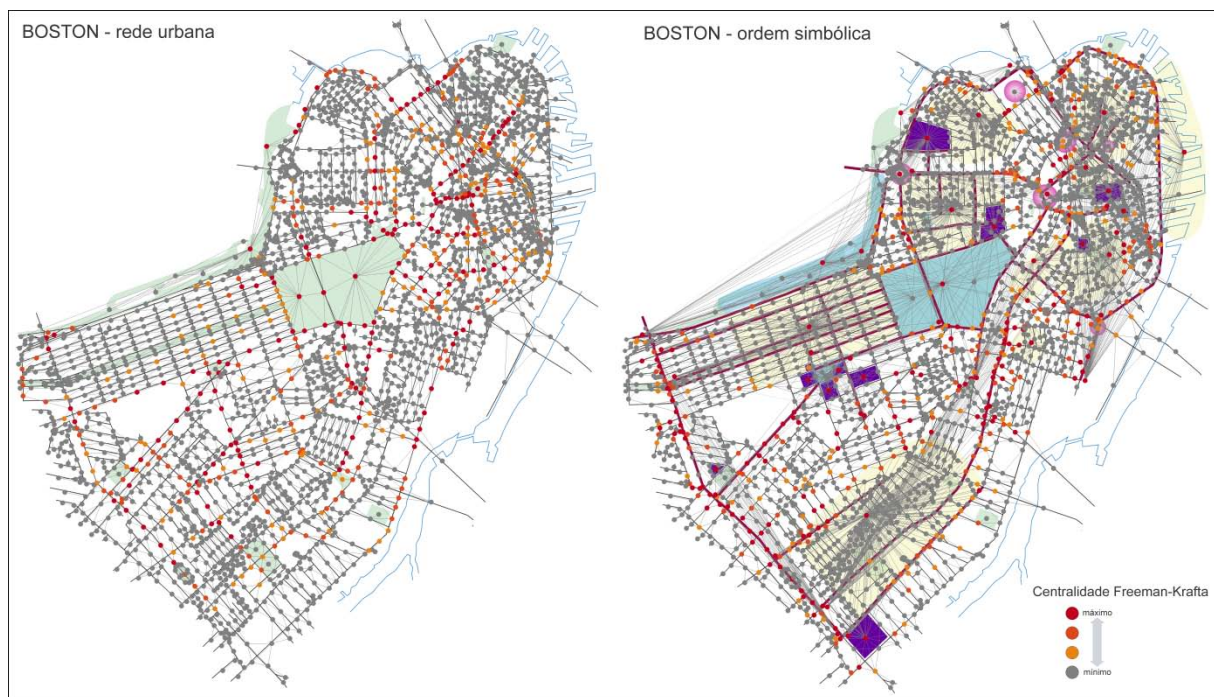 BOSTON - rede urbana
BOSTON - ordem simbólica
Centralidade Freeman-Krafta
máximo
mínimo